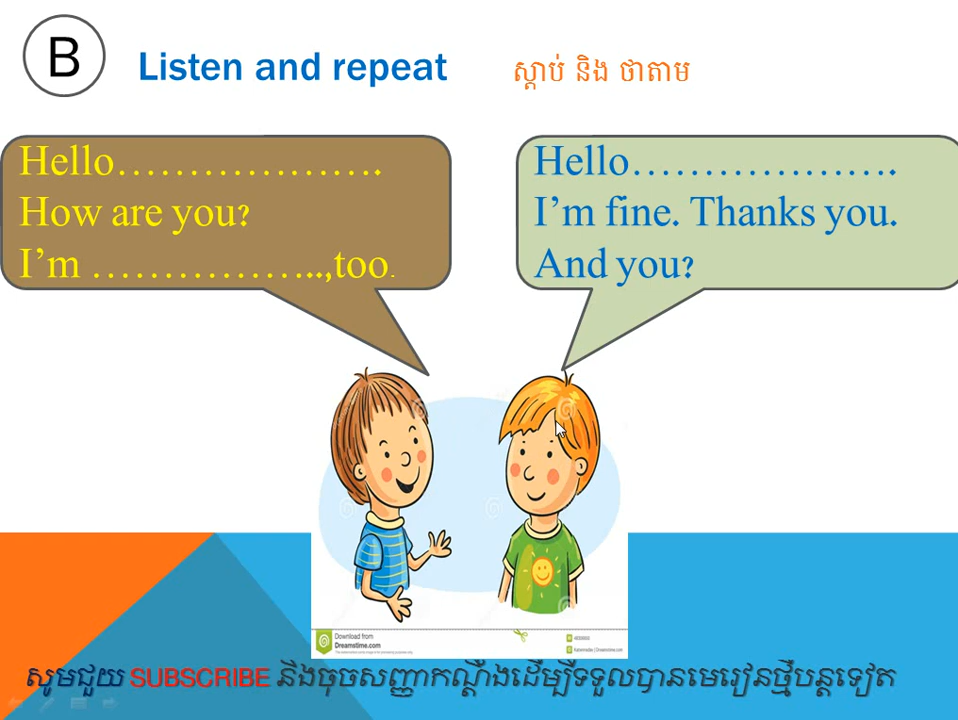 B
Listen and repeat
ស្តាប់ និង ថាតាម
Hello……………….
How are you?
I'm ……………..,too.
Hello……………….
I'm fine. Thanks you.
And you?
Download from
Dreamstime.com
សូមជួយ SUBSCRIBE និងចុចសញ្ញាកណ្ដឹងដើម្បីទទួលបានមេរៀនថ្មីបន្តទៀត